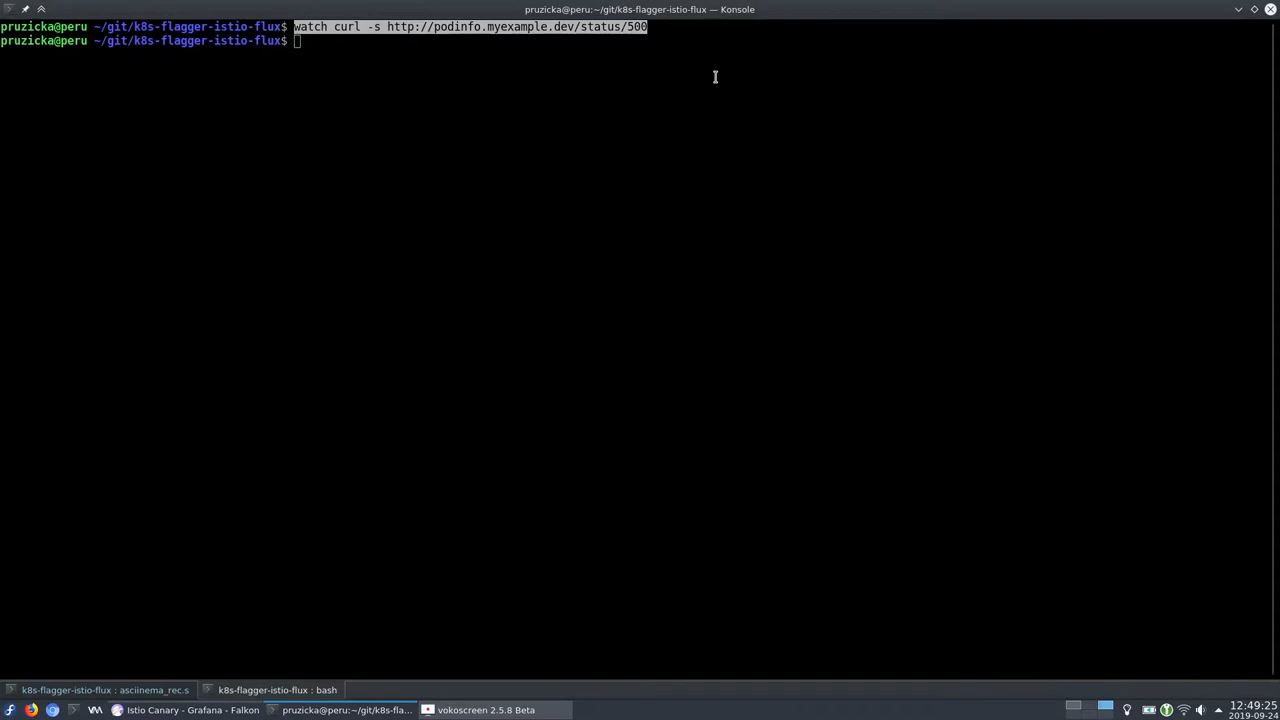 pruzicka@peru:~/git/k8s-flagger-istio-flux — Konsole
pruzicka@peru ~/git/k8s-flagger-istio-flux$ watch curl -s http://podinfo.myexample.dev/status/500
pruzicka@peru ~/git/k8s-flagger-istio-flux$
k8s-flagger-istio-flux : asciinema_rec.s
k8s-flagger-istio-flux : bash
Istio Canary - Grafana - Falkon
pruzicka@peru:~/git/k8s-fla...
vokoscreen 2.5.8 Beta
12:49:25
2019-09-24